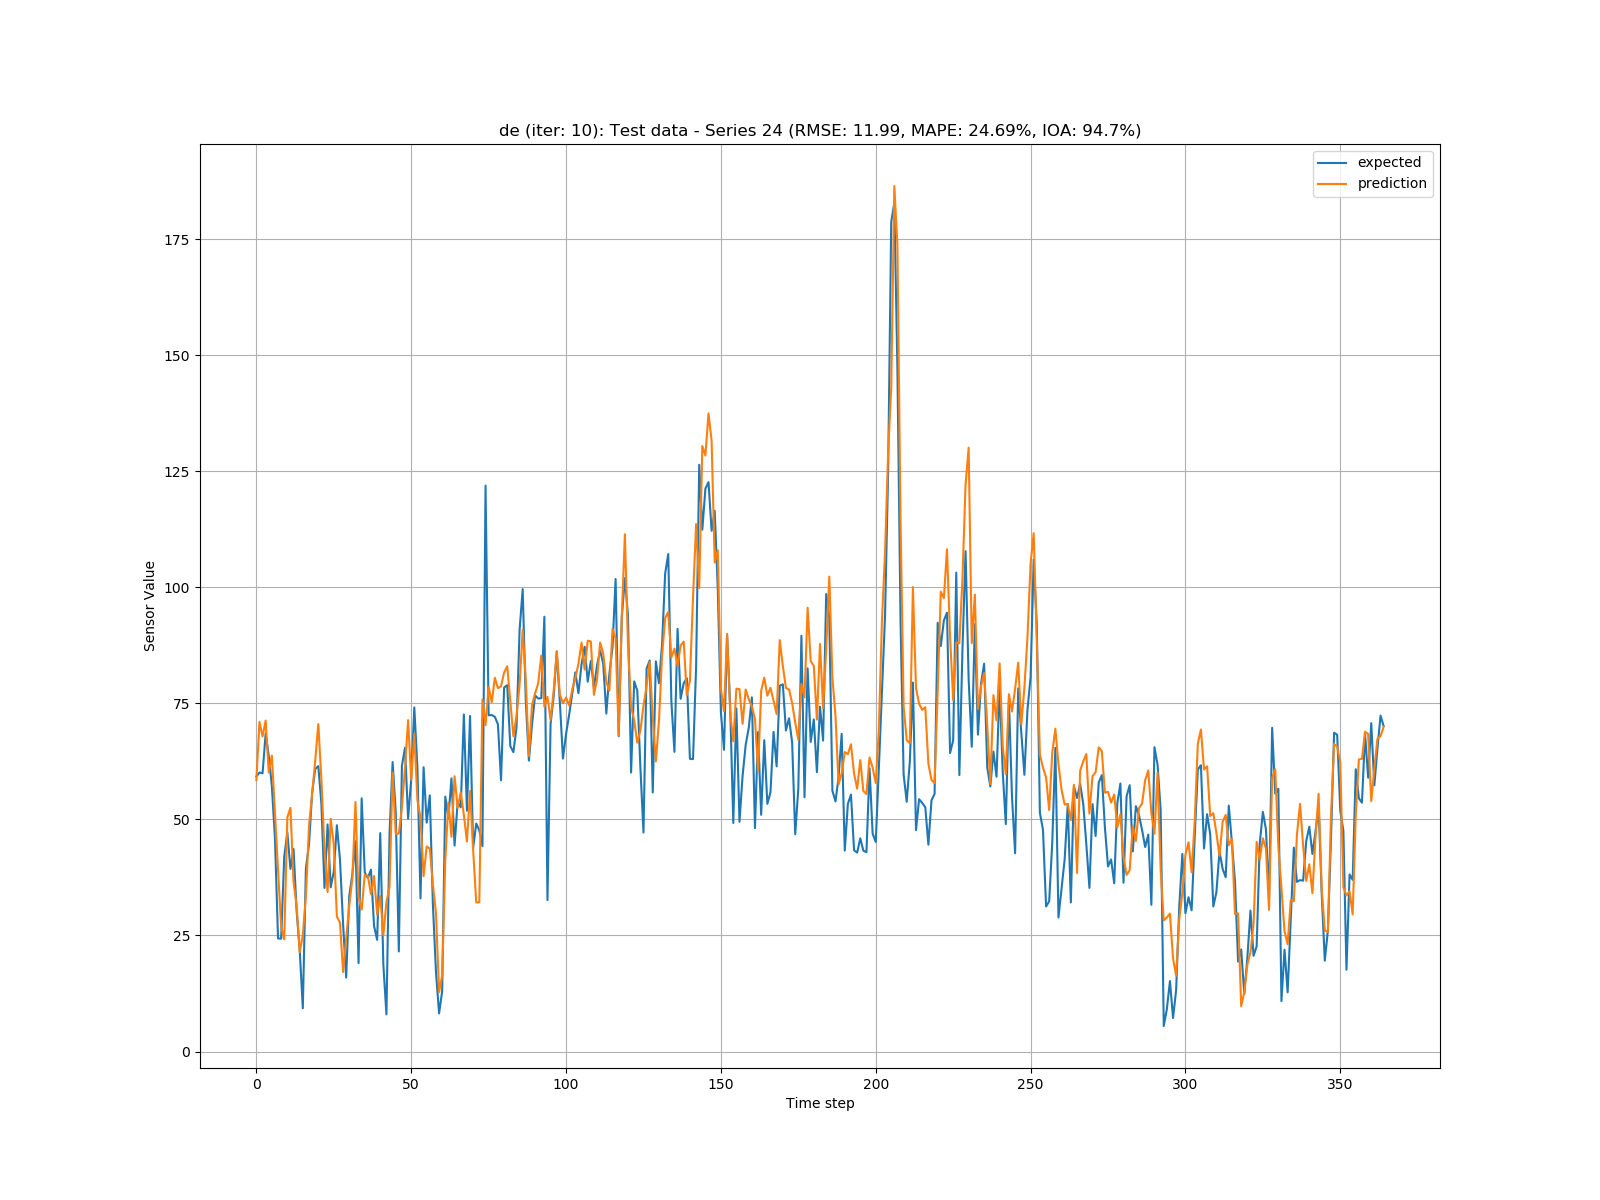 de (iter: 10): Test data - Series 24 (RMSE: 11.99, MAPE: 24.69%, IOA: 94.7%)
expected
prediction
175
150
125
100
75
50
25
0
Sensor Value
0 50 100 150 200 250 300 350
Time step